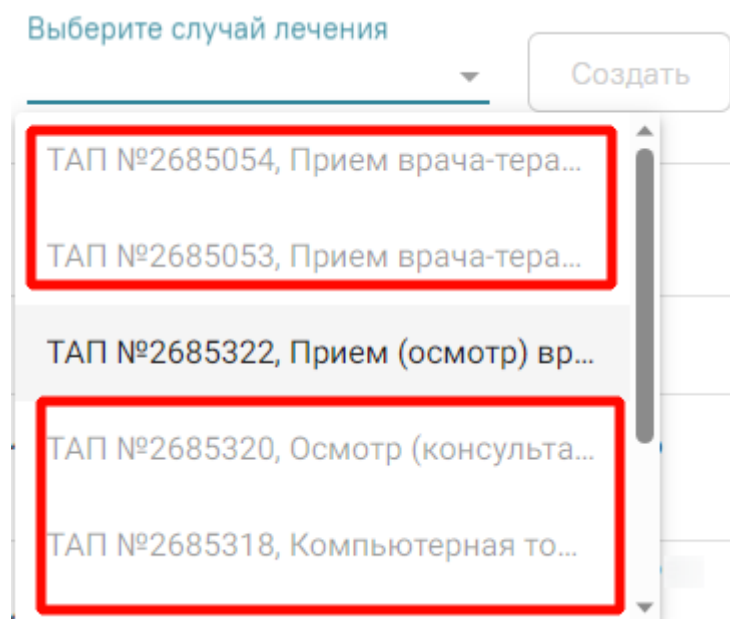 Выберите случай лечения
Создать
ТАП №2685054, Прием врача-тера...
ТАП №2685053, Прием врача-тера...
ТАП №2685322, Прием (осмотр) вр...
ТАП №2685320, Осмотр (консульта...
ТАП №2685318, Компьютерная то...